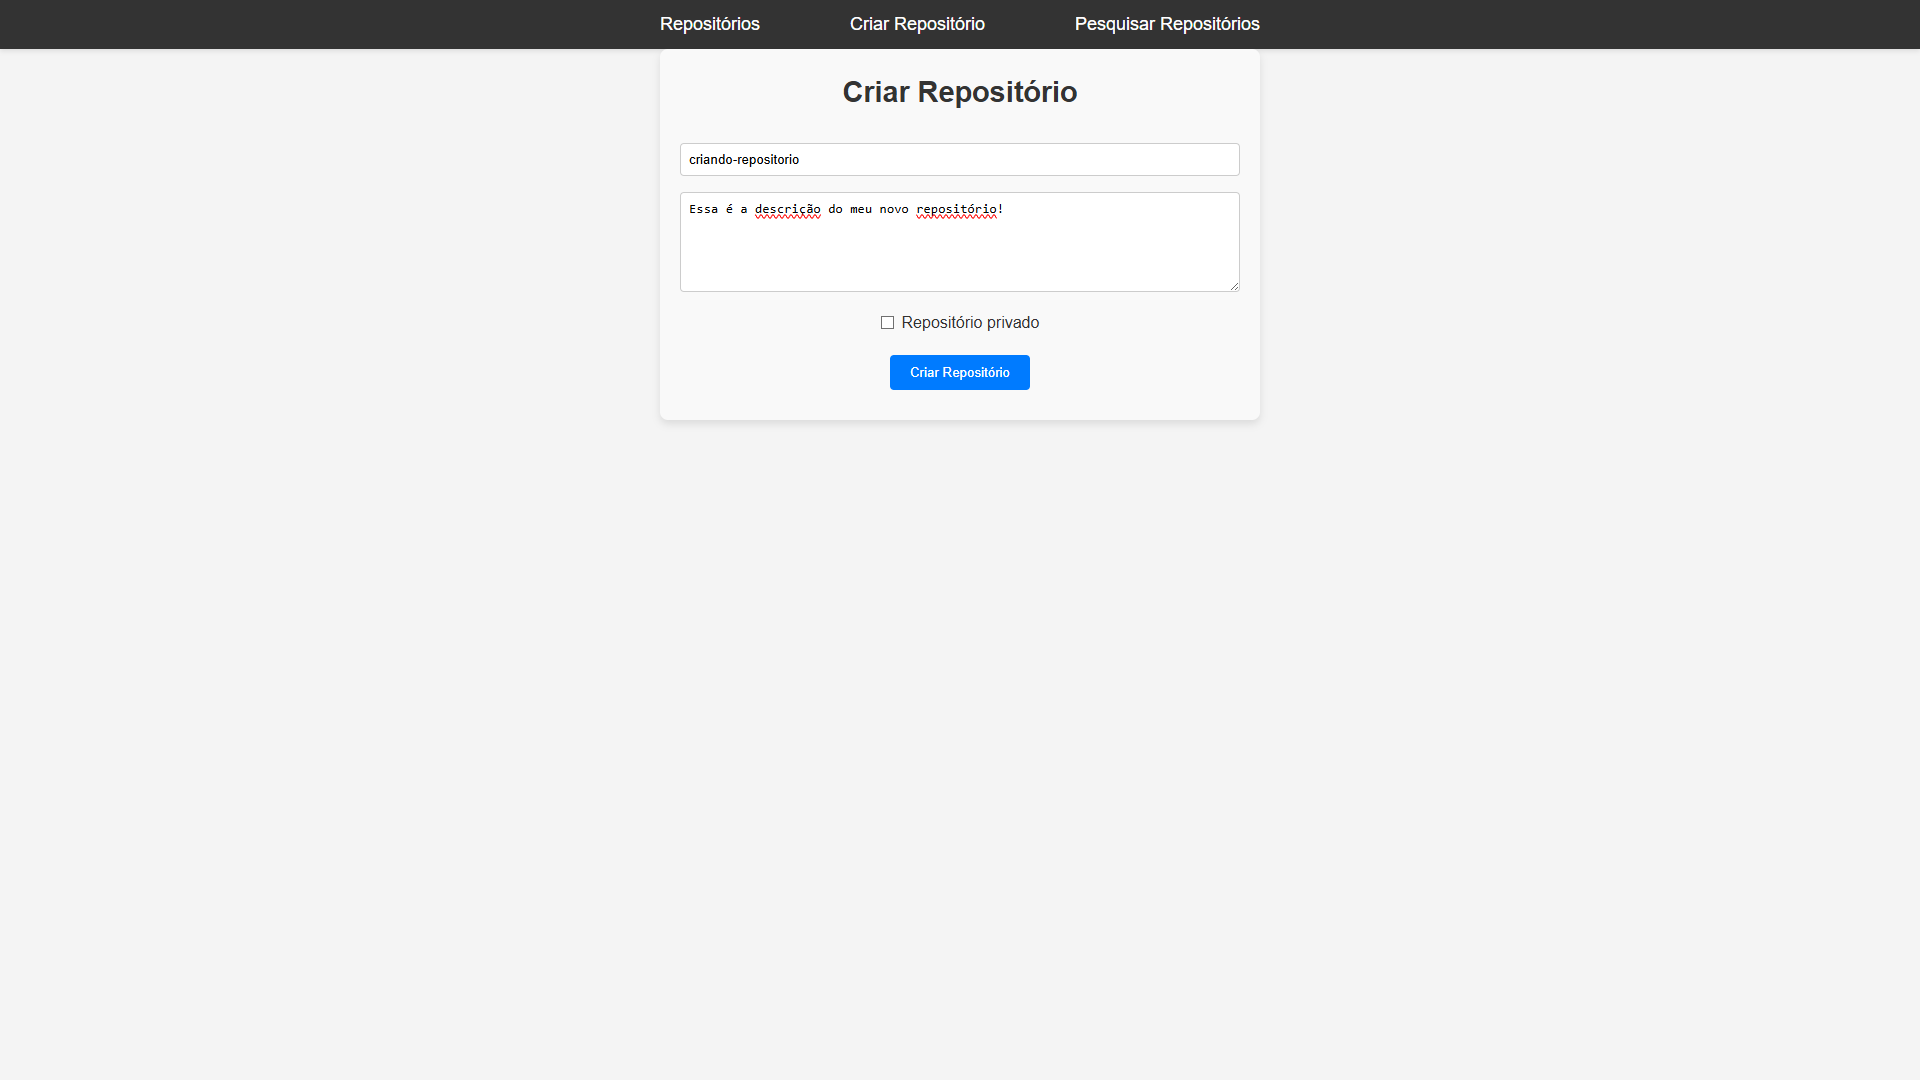 Repositórios
Criar Repositório
Pesquisar Repositórios
Criar Repositório
criando-repositorio
Essa é a descrição do meu novo repositório!
Repositório privado
Criar Repositório